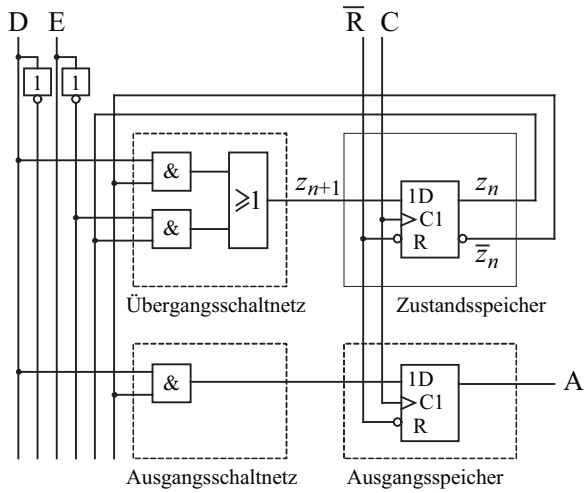 D E R̅ C
1 1
& ≥1 z_{n+1} 1D z_n
& C1
R z̅_n
Übergangsschaltnetz Zustandsspeicher
& 1D A
C1
R
Ausgangsschaltnetz Ausgangsspeicher